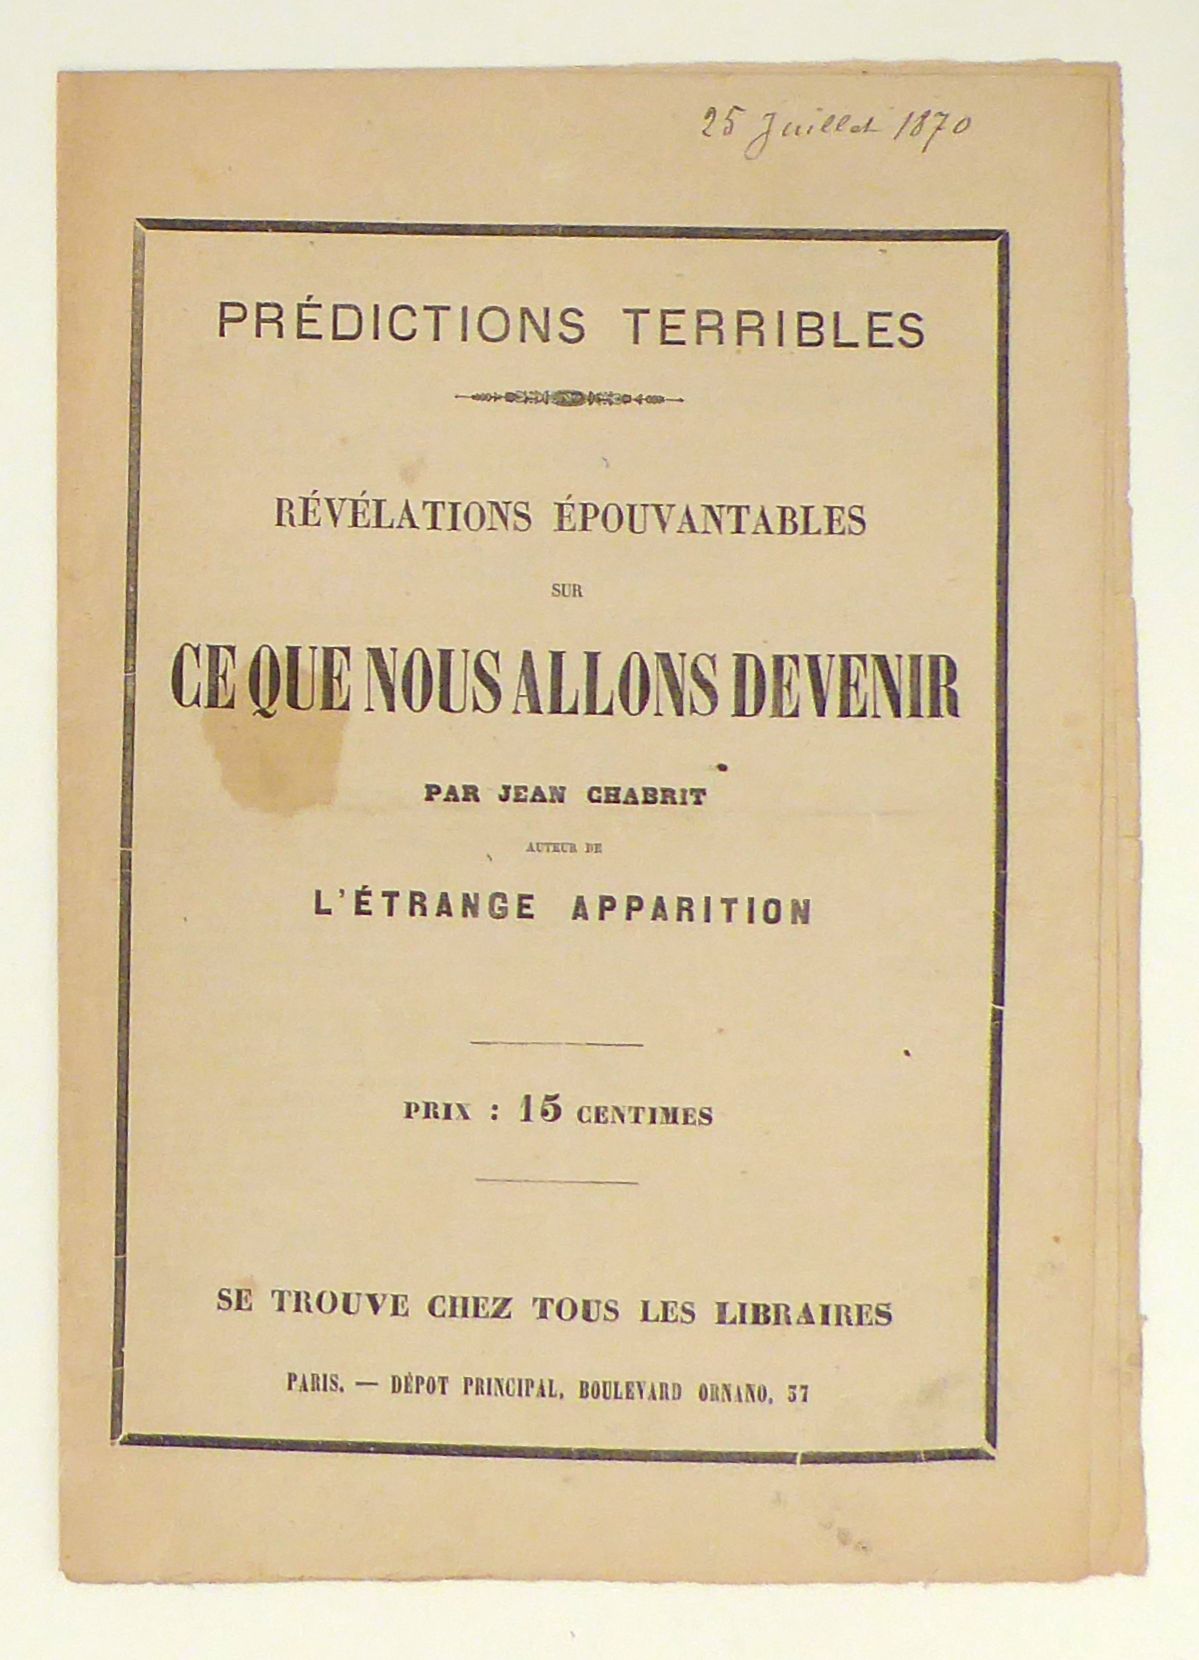 25 Juillet 1870
PRÉDICTIONS TERRIBLES
RÉVÉLATIONS ÉPOUVANTABLES
SUR
CE QUE NOUS ALLONS DEVENIR
PAR JEAN CHABRIT
AUTEUR DE
L'ÉTRANGE APPARITION
PRIX : 15 CENTIMES
SE TROUVE CHEZ TOUS LES LIBRAIRES
PARIS. — DÉPOT PRINCIPAL, BOULEVARD ORNANO, 37